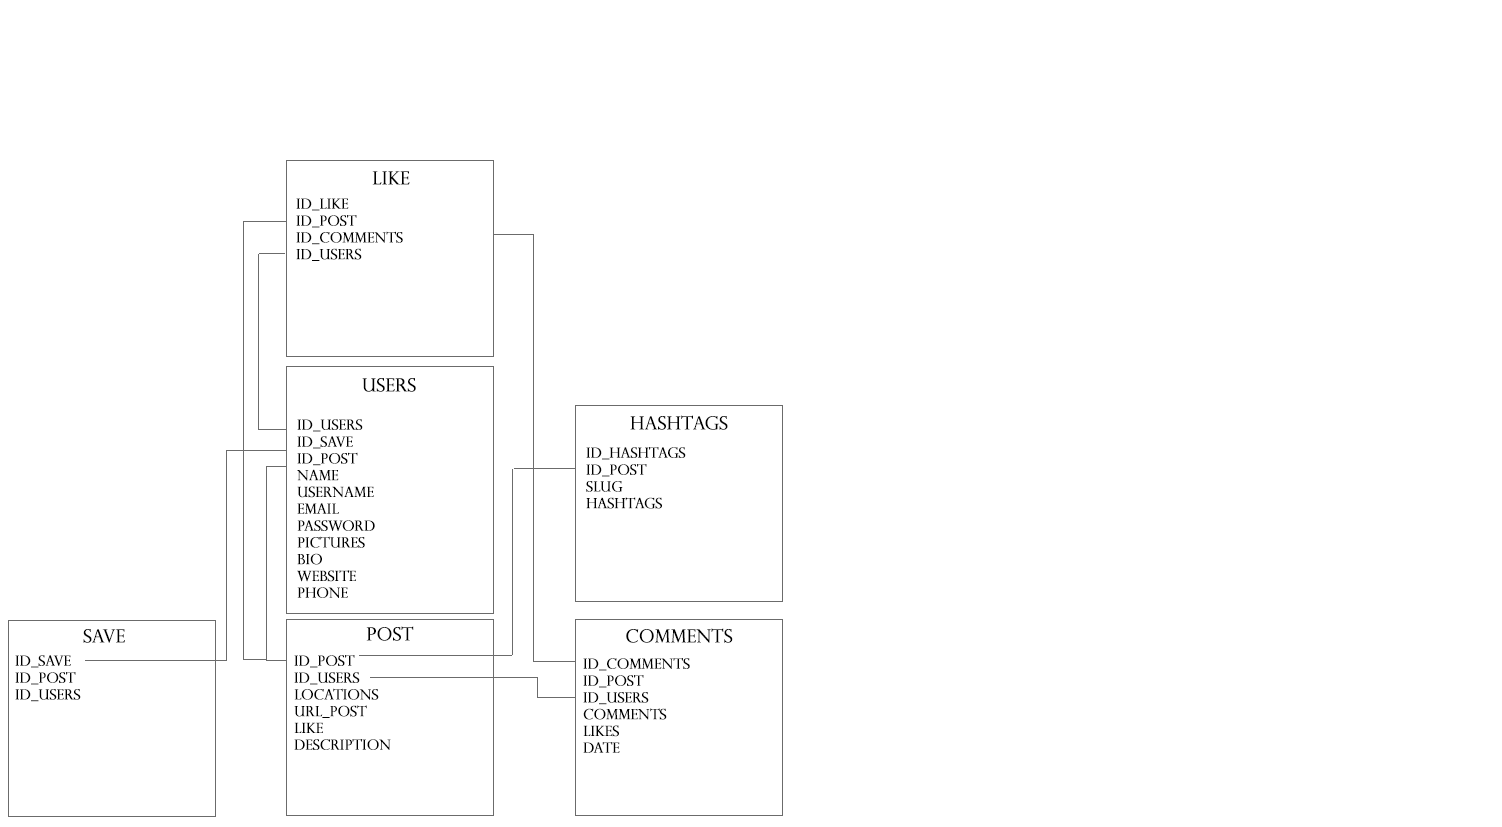 LIKE
ID_LIKE
ID_POST
ID_COMMENTS
ID_USERS
USERS
ID_USERS
ID_SAVE
ID_POST
NAME
USERNAME
EMAIL
PASSWORD
PICTURES
BIO
WEBSITE
PHONE
HASHTAGS
ID_HASHTAGS
ID_POST
SLUG
HASHTAGS
SAVE
ID_SAVE
ID_POST
ID_USERS
POST
ID_POST
ID_USERS
LOCATIONS
URL_POST
LIKE
DESCRIPTION
COMMENTS
ID_COMMENTS
ID_POST
ID_USERS
COMMENTS
LIKES
DATE